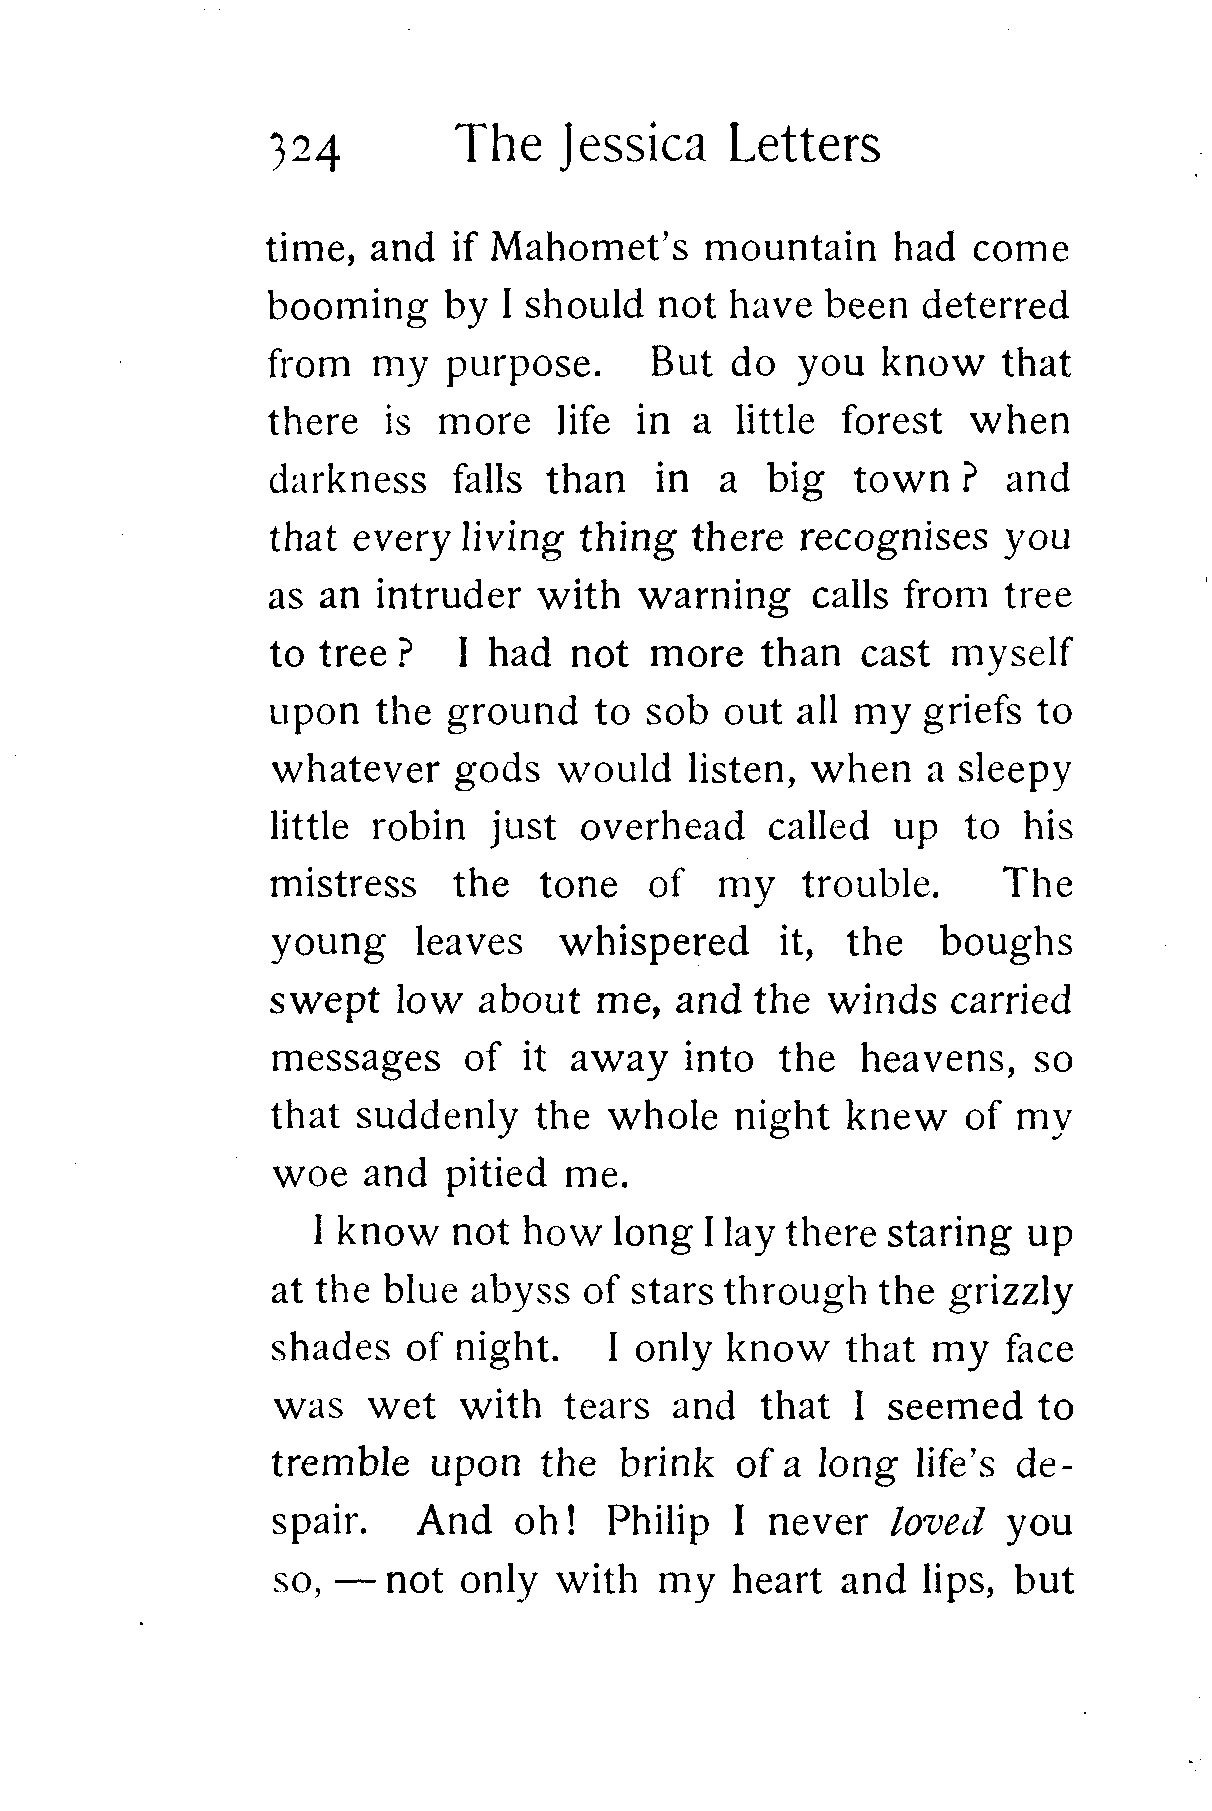 324 The Jessica Letters
time, and if Mahomet's mountain had come
booming by I should not have been deterred
from my purpose. But do you know that
there is more life in a little forest when
darkness falls than in a big town? and
that every living thing there recognises you
as an intruder with warning calls from tree
to tree? I had not more than cast myself
upon the ground to sob out all my griefs to
whatever gods would listen, when a sleepy
little robin just overhead called up to his
mistress the tone of my trouble. The
young leaves whispered it, the boughs
swept low about me, and the winds carried
messages of it away into the heavens, so
that suddenly the whole night knew of my
woe and pitied me.
I know not how long I lay there staring up
at the blue abyss of stars through the grizzly
shades of night. I only know that my face
was wet with tears and that I seemed to
tremble upon the brink of a long life's de-
spair. And oh! Philip I never loved you
so, — not only with my heart and lips, but